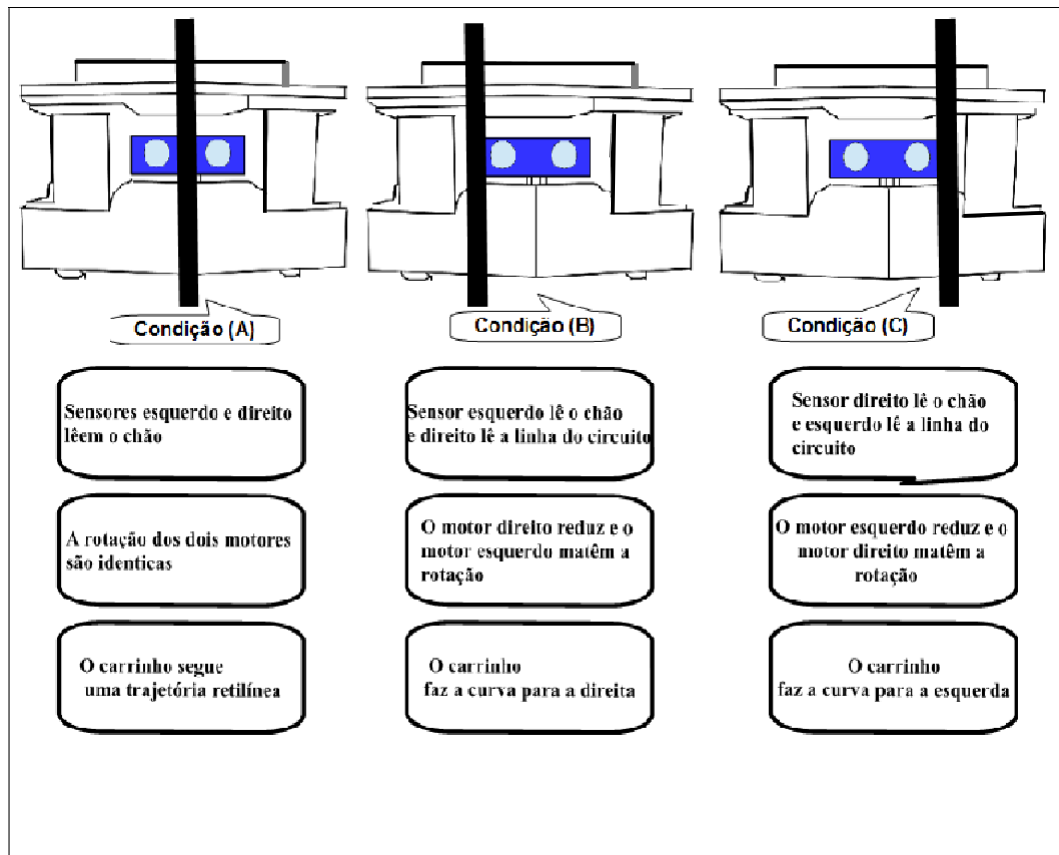 Condição (A)
Condição (B)
Condição (C)
Sensores esquerdo e direito
lêem o chão
Sensor esquerdo lê o chão
e direito lê a linha do circuito
Sensor direito lê o chão
e esquerdo lê a linha do
circuito
A rotação dos dois motores
são identicas
O motor direito reduz e o
motor esquerdo matêm a
rotação
O motor esquerdo reduz e o
motor direito matêm a
rotação
O carrinho segue
uma trajetória retilínea
O carrinho
faz a curva para a direita
O carrinho
faz a curva para a esquerda